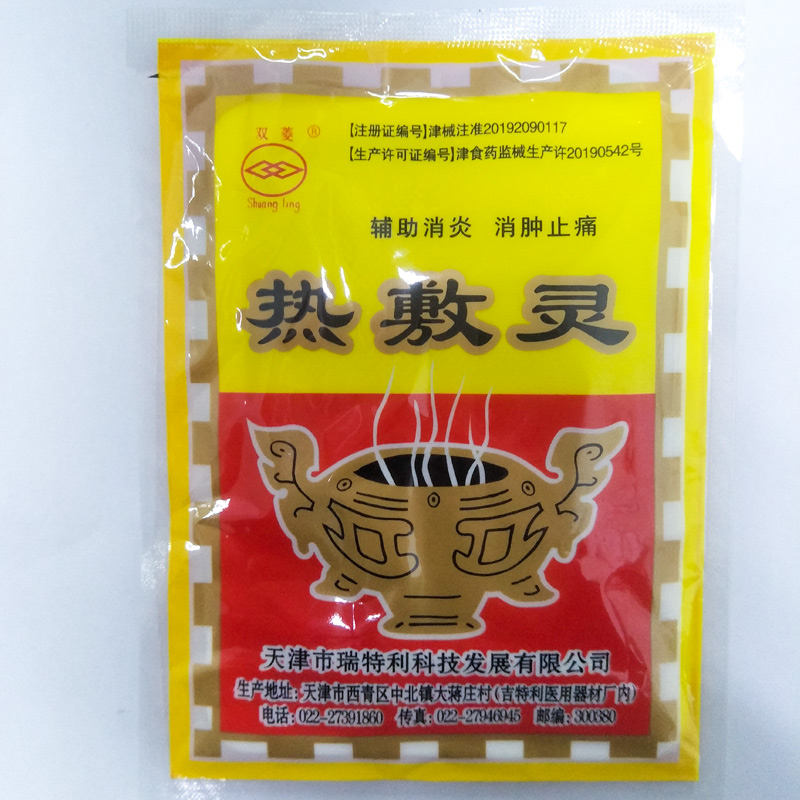 双菱®
Shuang ling
【注册证编号】津械注准20192090117
【生产许可证编号】津食药监械生产许20190542号
辅助消炎 消肿止痛
热敷灵
天津市瑞特利科技发展有限公司
生产地址:天津市西青区中北镇大蒋庄村(吉特利医用器材厂内)
电话:022-27391860 传真:022-27946945 邮编:300380